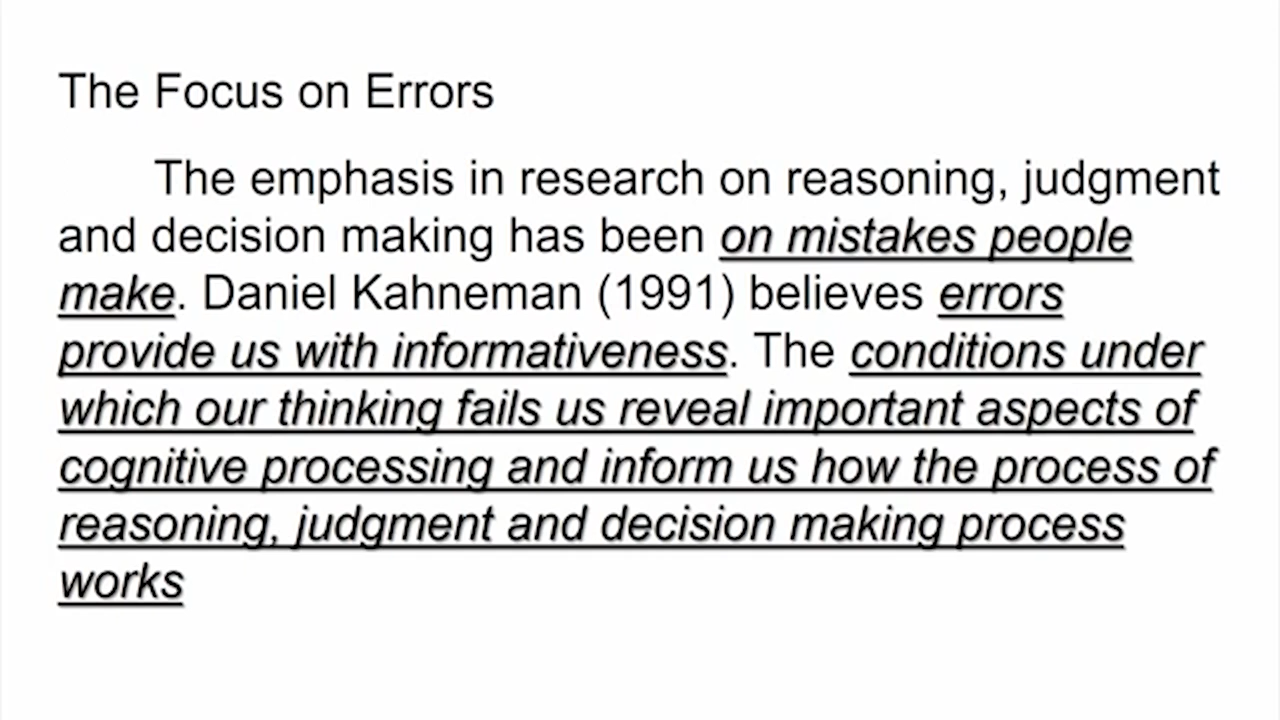 The Focus on Errors
The emphasis in research on reasoning, judgment
and decision making has been on mistakes people
make. Daniel Kahneman (1991) believes errors
provide us with informativeness. The conditions under
which our thinking fails us reveal important aspects of
cognitive processing and inform us how the process of
reasoning, judgment and decision making process
works